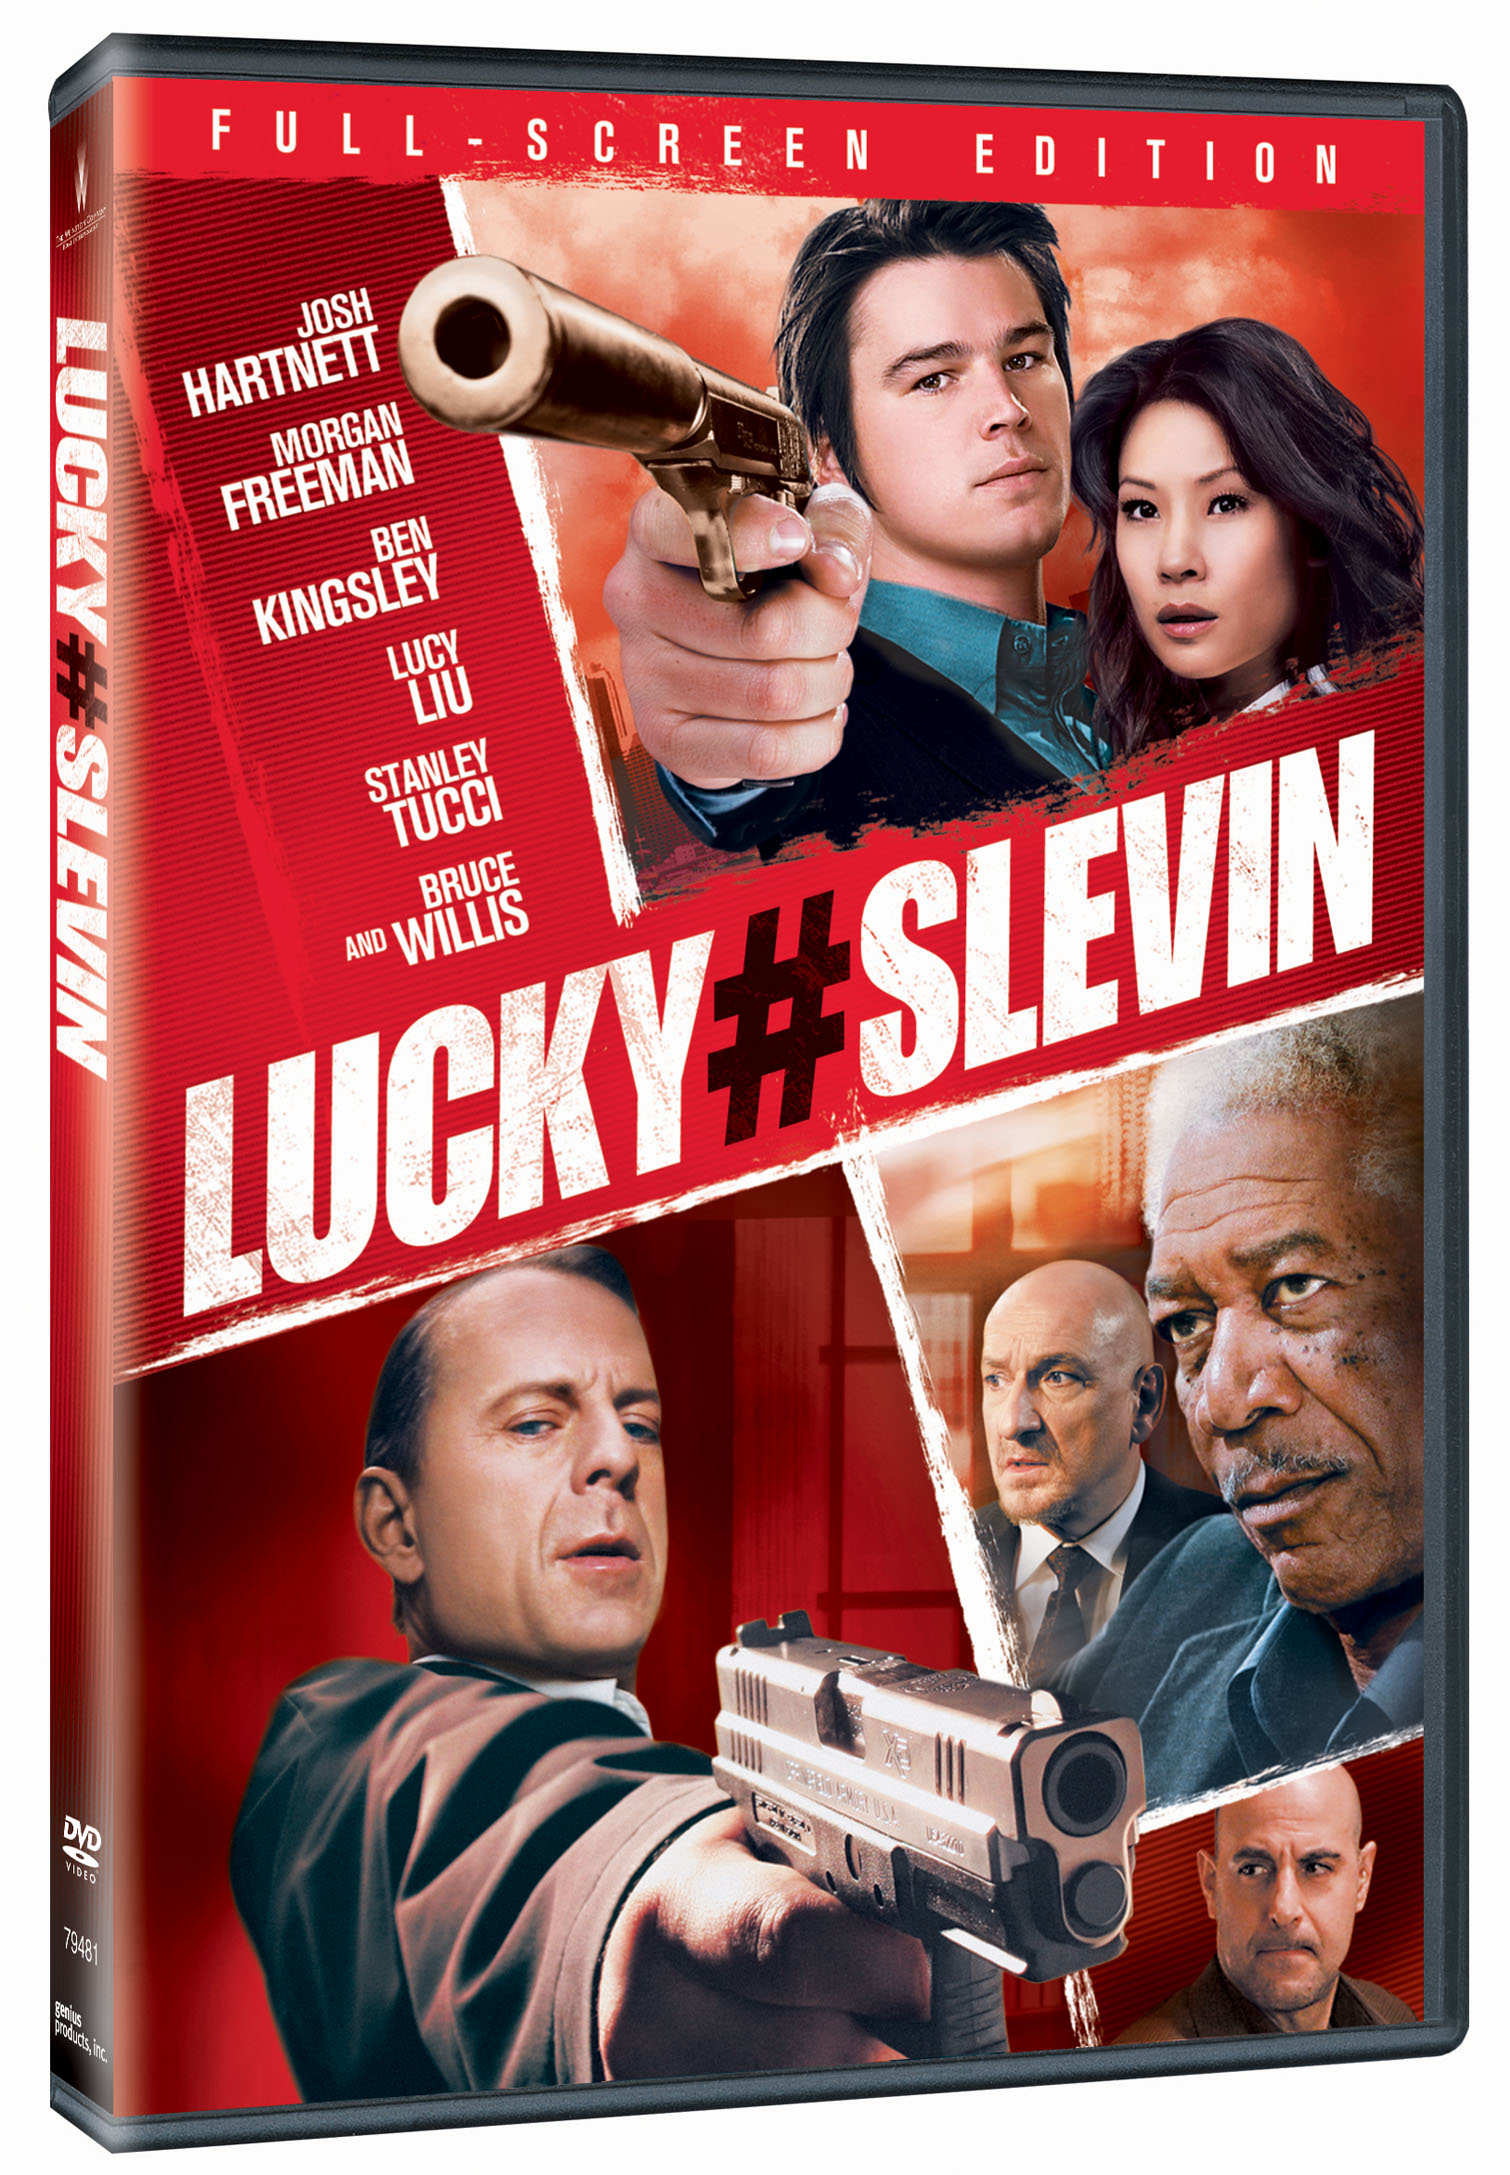 FULL-SCREEN EDITION
JOSH
HARTNETT
MORGAN
FREEMAN
BEN
KINGSLEY
LUCY
LIU
STANLEY
TUCCI
BRUCE
AND WILLIS
LUCKY#SLEVIN
XD
SPRINGFIELD ARMORY U.S.A.
LUCKY#SLEVIN
DVD
VIDEO
79481
genius
products, inc.